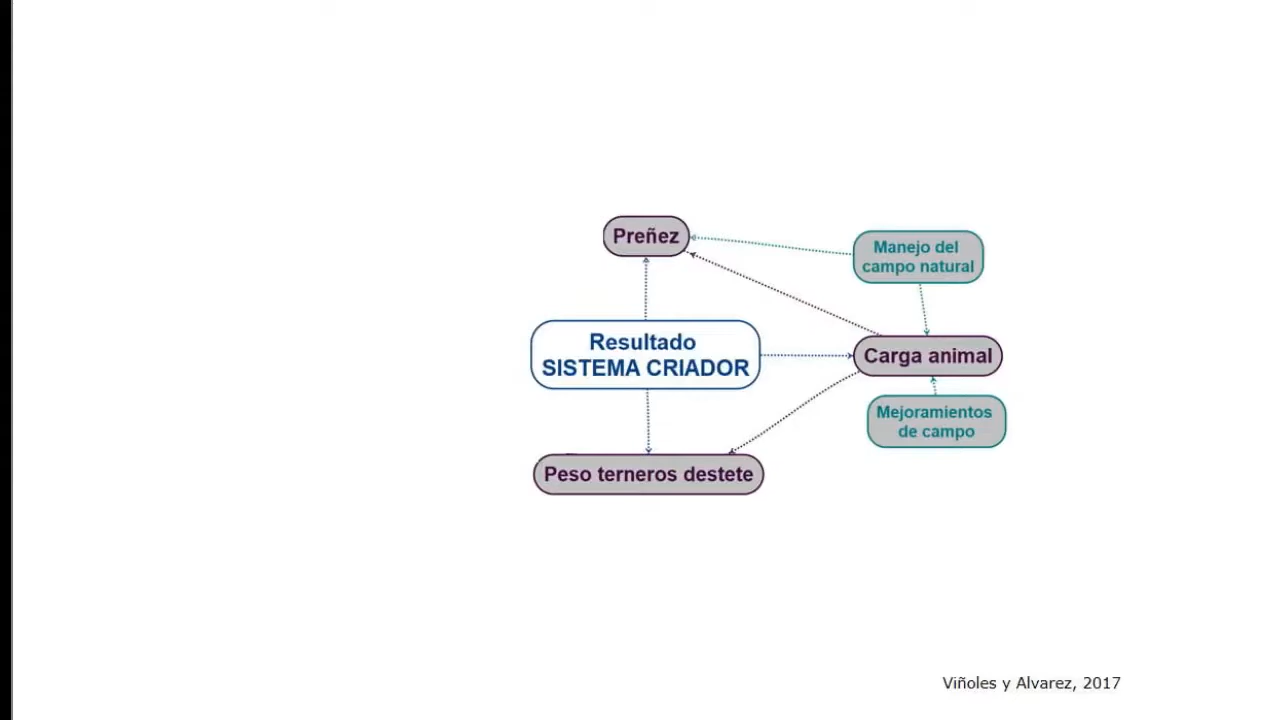 Preñez
Manejo del
campo natural
Resultado
SISTEMA CRIADOR
Carga animal
Mejoramientos
de campo
Peso terneros destete
Viñoles y Alvarez, 2017